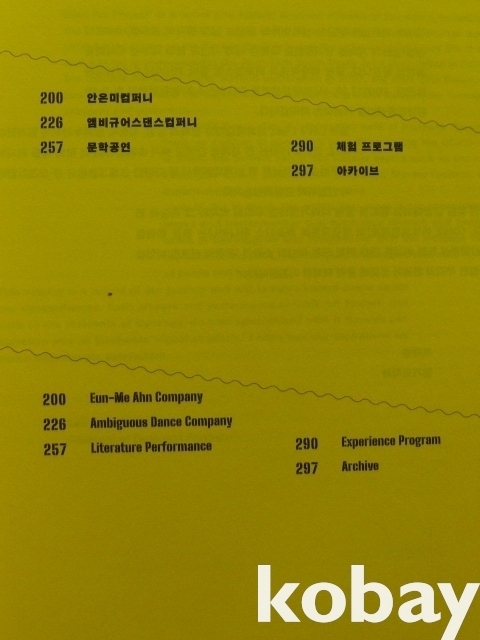 200 안은미컴퍼니
226 앰비규어스댄스컴퍼니
257 문학공연
290 체험 프로그램
297 아카이브
200 Eun-Me Ahn Company
226 Ambiguous Dance Company
257 Literature Performance
290 Experience Program
297 Archive
kobay